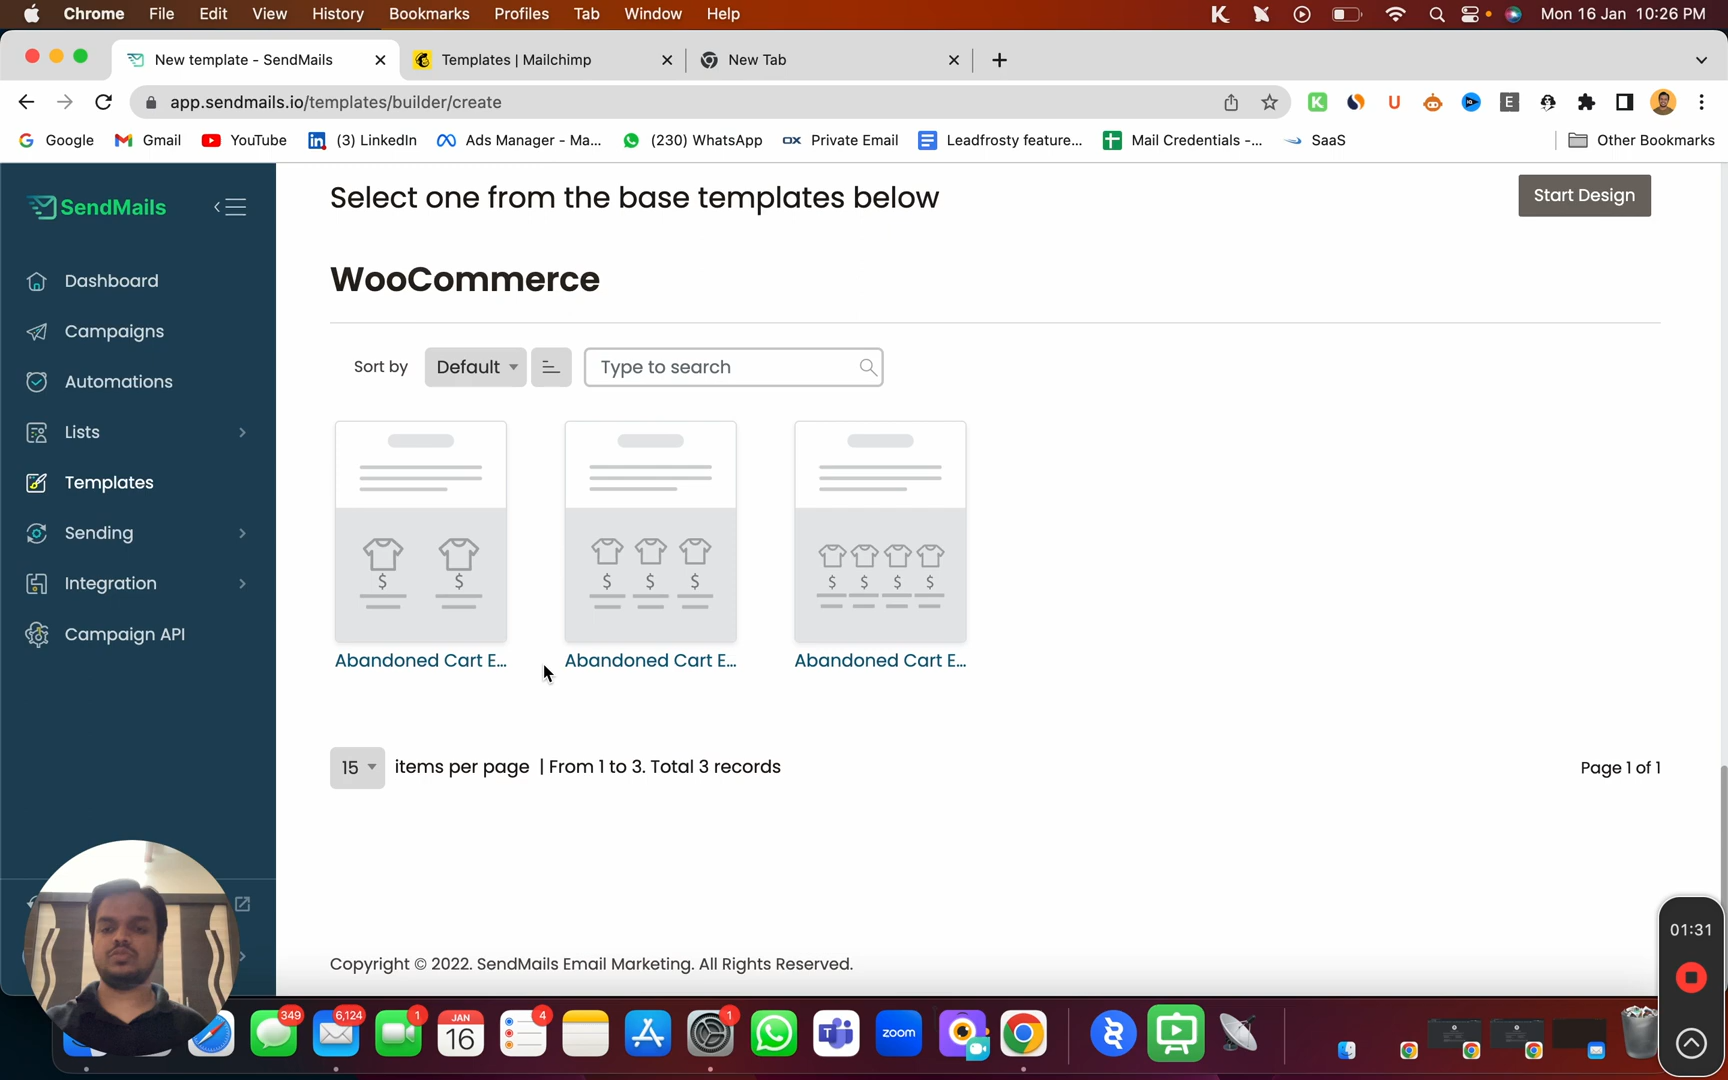 Chrome File Edit View History Bookmarks Profiles Tab Window Help Mon 16 Jan 10:26 PM
New template - SendMails Templates | Mailchimp New Tab
app.sendmails.io/templates/builder/create
Google Gmail YouTube (3) LinkedIn Ads Manager - Ma... (230) WhatsApp OX Private Email Leadfrosty feature... Mail Credentials -... SaaS Other Bookmarks
SendMails
Dashboard
Campaigns
Automations
Lists
Templates
Sending
Integration
Campaign API
Select one from the base templates below
Start Design
WooCommerce
Sort by Default Type to search
$ $ $ $ $ $ $ $ $
Abandoned Cart E... Abandoned Cart E... Abandoned Cart E...
15 items per page | From 1 to 3. Total 3 records Page 1 of 1
Copyright © 2022. SendMails Email Marketing. All Rights Reserved.
01:31
349 6,124 1 JAN 16 4 1 zoom